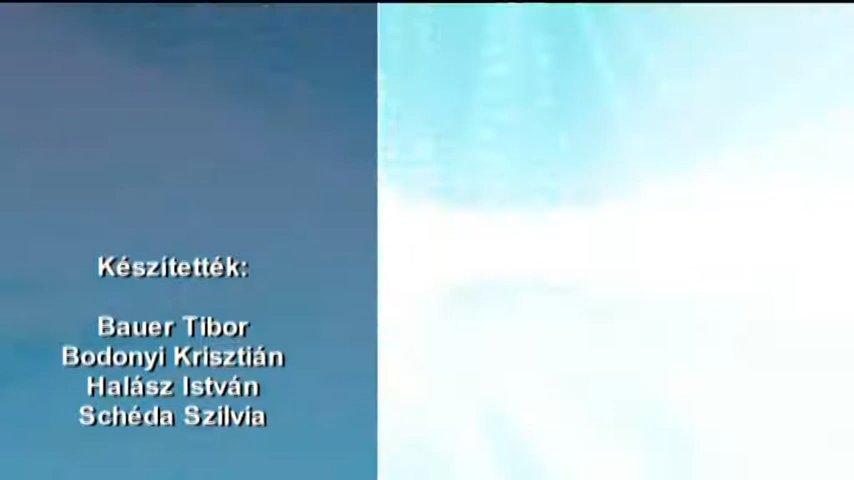 Készítették:
Bauer Tibor
Bodonyi Krisztián
Halász István
Schéda Szilvia